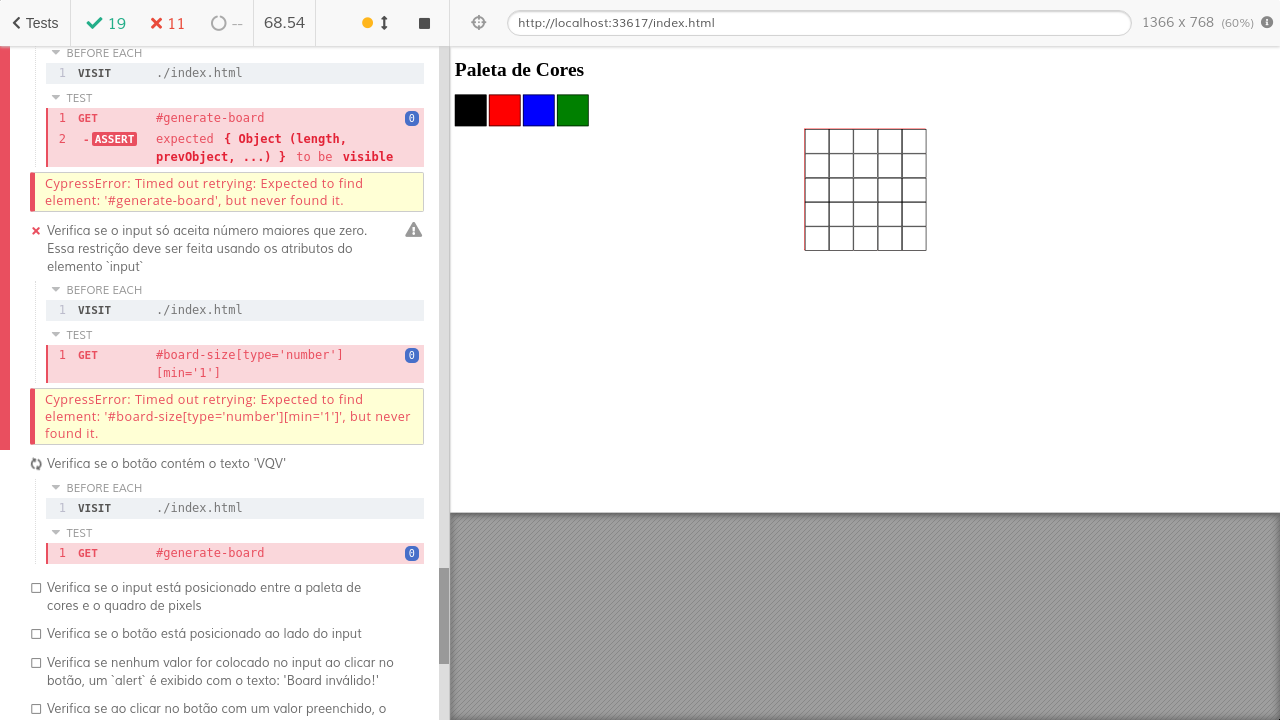 Tests 19 11 -- 68.54 http://localhost:33617/index.html 1366 x 768 (60%)
BEFORE EACH
1 VISIT ./index.html
TEST
1 GET #generate-board 0
2 -ASSERT expected { Object (length,
prevObject, ...) } to be visible
CypressError: Timed out retrying: Expected to find
element: '#generate-board', but never found it.
Verifica se o input só aceita número maiores que zero.
Essa restrição deve ser feita usando os atributos do
elemento `input`
BEFORE EACH
1 VISIT ./index.html
TEST
1 GET #board-size[type='number'] 0
[min='1']
CypressError: Timed out retrying: Expected to find
element: '#board-size[type='number'][min='1']', but never
found it.
Verifica se o botão contém o texto 'VQV'
BEFORE EACH
1 VISIT ./index.html
TEST
1 GET #generate-board 0
Verifica se o input está posicionado entre a paleta de
cores e o quadro de pixels
Verifica se o botão está posicionado ao lado do input
Verifica se nenhum valor for colocado no input ao clicar no
botão, um `alert` é exibido com o texto: 'Board inválido!'
Verifica se ao clicar no botão com um valor preenchido, o
Paleta de Cores